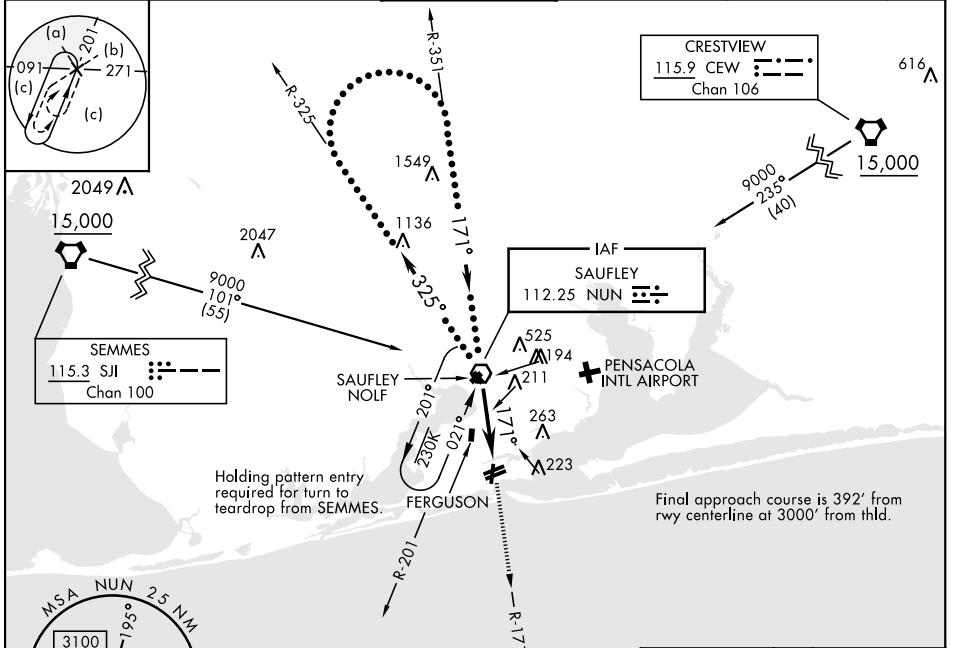 (a)
201
(b)
091
271
(c)
(c)
R-325
R-351
CRESTVIEW
115.9 CEW
Chan 106
616
15,000
9000
235°
(40)
2049
15,000
2047
1549
1136
171°
325°
9000
101°
(55)
IAF
SAUFLEY
112.25 NUN
SEMMES
115.3 SJI
Chan 100
SAUFLEY
NOLF
525
194
211
PENSACOLA
INTL AIRPORT
201°
230K
021°
171°
263
223
FERGUSON
Holding pattern entry
required for turn to
teardrop from SEMMES.
Final approach course is 392' from
rwy centerline at 3000' from thld.
R-201
MSA NUN 25 NM
195°
3100